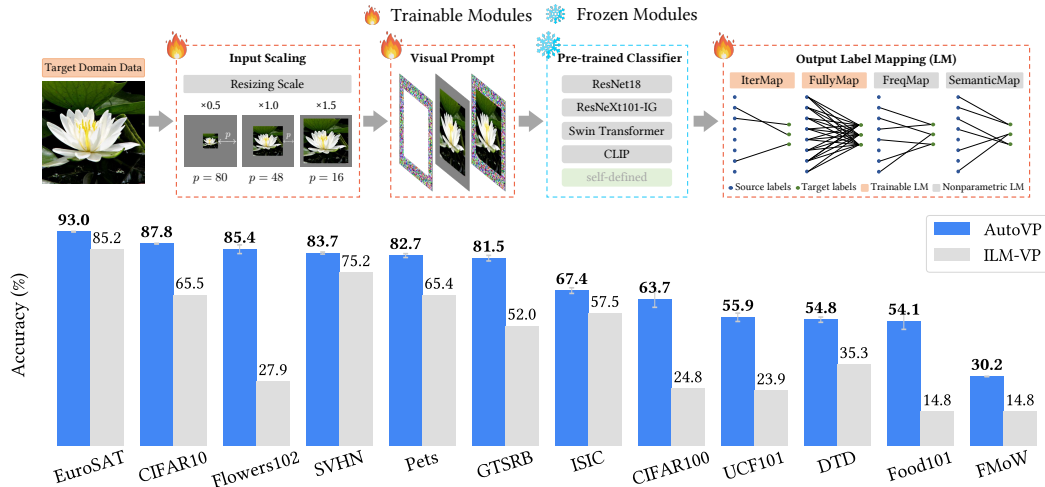 Trainable Modules Frozen Modules
Target Domain Data
Input Scaling
Resizing Scale
×0.5 ×1.0 ×1.5
p p
p = 80 p = 48 p = 16
Visual Prompt
Pre-trained Classifier
ResNet18
ResNeXt101-IG
Swin Transformer
CLIP
self-defined
Output Label Mapping (LM)
IterMap FullyMap FreqMap SemanticMap
Source labels Target labels Trainable LM Nonparametric LM
AutoVP
ILM-VP
Accuracy (%)
93.0 85.2 87.8 65.5 85.4 27.9 83.7 75.2 82.7 65.4 81.5 52.0 67.4 57.5 63.7 24.8 55.9 23.9 54.8 35.3 54.1 14.8 30.2 14.8
EuroSAT CIFAR10 Flowers102 SVHN Pets GTSRB ISIC CIFAR100 UCF101 DTD Food101 FMoW